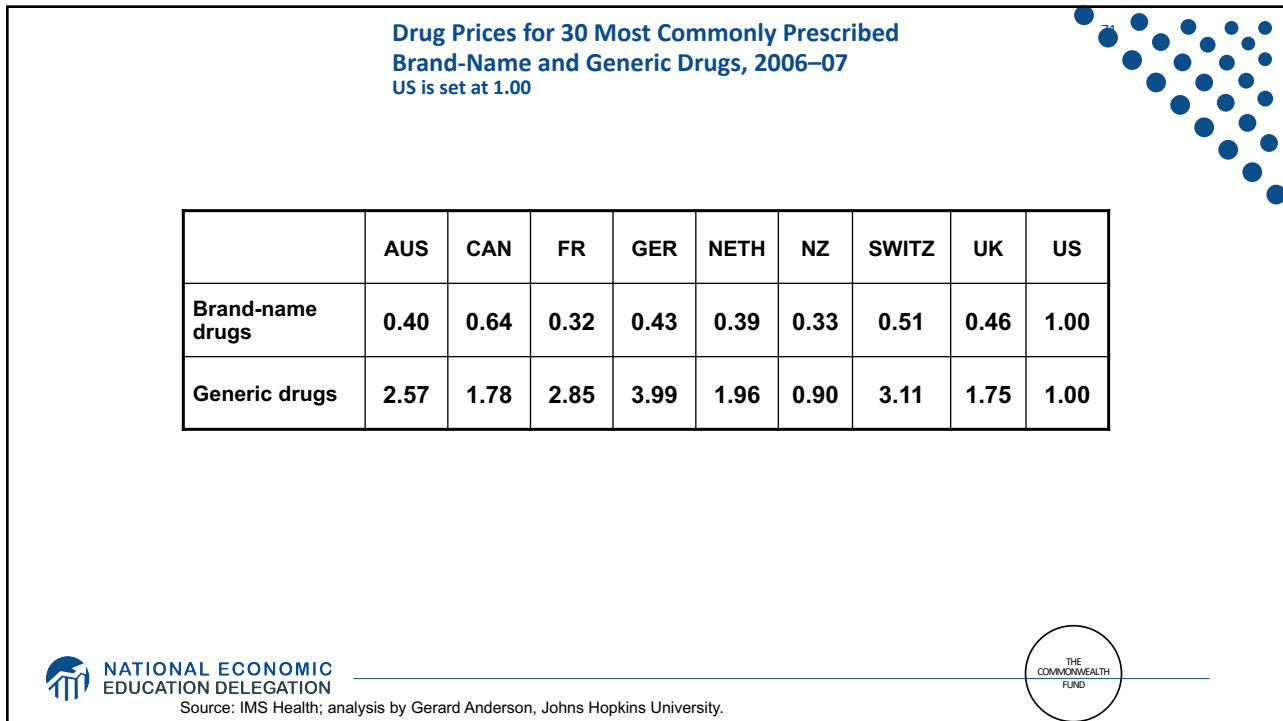 71
Drug Prices for 30 Most Commonly Prescribed
Brand-Name and Generic Drugs, 2006–07
US is set at 1.00
AUS CAN FR GER NETH NZ SWITZ UK US
Brand-name
drugs 0.40 0.64 0.32 0.43 0.39 0.33 0.51 0.46 1.00
Generic drugs 2.57 1.78 2.85 3.99 1.96 0.90 3.11 1.75 1.00
NATIONAL ECONOMIC
EDUCATION DELEGATION
THE
COMMONWEALTH
FUND
Source: IMS Health; analysis by Gerard Anderson, Johns Hopkins University.